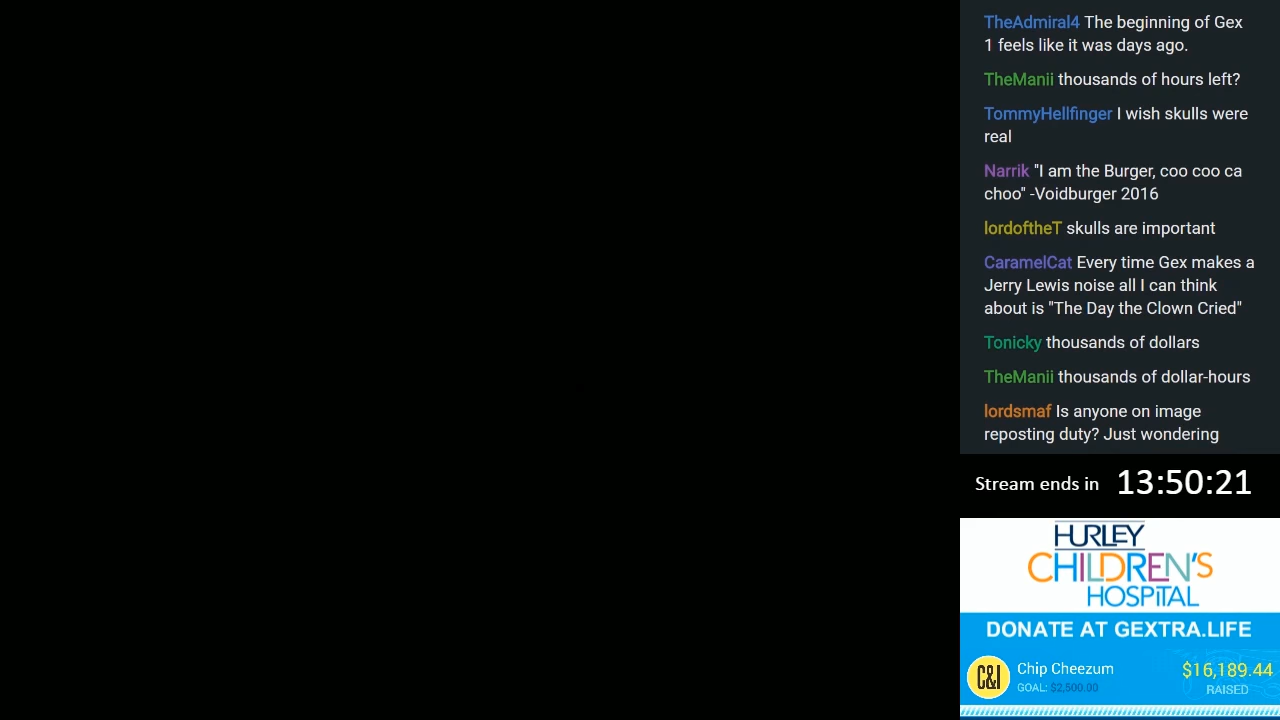 TheAdmiral4 The beginning of Gex
1 feels like it was days ago.
TheManii thousands of hours left?
TommyHellfinger I wish skulls were
real
Narrik "I am the Burger, coo coo ca
choo" -Voidburger 2016
lordoftheT skulls are important
CaramelCat Every time Gex makes a
Jerry Lewis noise all I can think
about is "The Day the Clown Cried"
Tonicky thousands of dollars
TheManii thousands of dollar-hours
lordsmaf Is anyone on image
reposting duty? Just wondering
Stream ends in 13:50:21
HURLEY
CHILDREN'S
HOSPITAL
DONATE AT GEXTRA.LIFE
C&I Chip Cheezum $16,189.44
GOAL: $2,500.00 RAISED